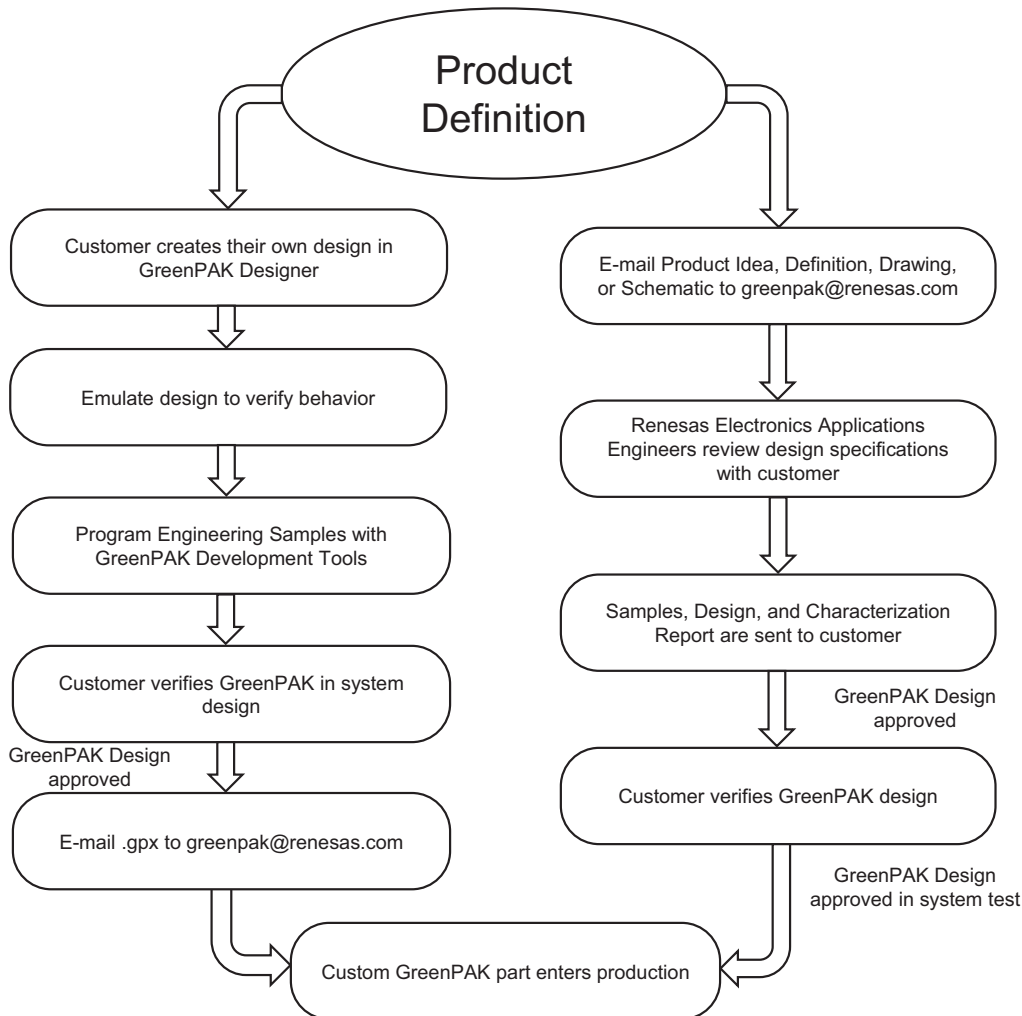 Product
Definition
Customer creates their own design in
GreenPAK Designer
Emulate design to verify behavior
Program Engineering Samples with
GreenPAK Development Tools
Customer verifies GreenPAK in system
design
GreenPAK Design
approved
E-mail .gpx to greenpak@renesas.com
E-mail Product Idea, Definition, Drawing,
or Schematic to greenpak@renesas.com
Renesas Electronics Applications
Engineers review design specifications
with customer
Samples, Design, and Characterization
Report are sent to customer
GreenPAK Design
approved
Customer verifies GreenPAK design
GreenPAK Design
approved in system test
Custom GreenPAK part enters production